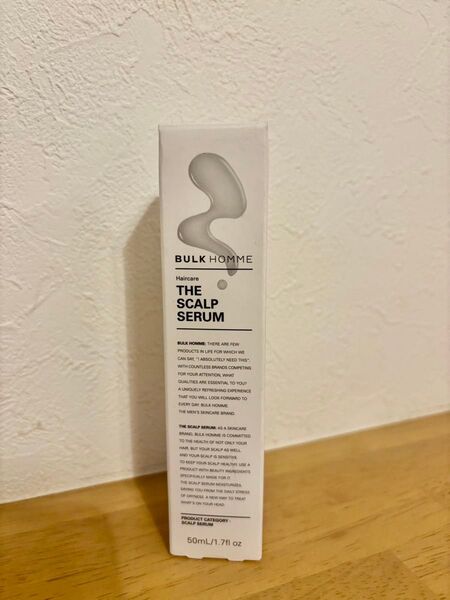 BULK HOMME
Haircare
THE
SCALP
SERUM
BULK HOMME: THERE ARE FEW
PRODUCTS IN LIFE FOR WHICH WE
CAN SAY, "I ABSOLUTELY NEED THIS".
WITH COUNTLESS BRANDS COMPETING
FOR YOUR ATTENTION, WHAT
QUALITIES ARE ESSENTIAL TO YOU?
A UNIQUELY REFRESHING EXPERIENCE
THAT YOU WILL LOOK FORWARD TO
EVERY DAY: BULK HOMME
THE MEN'S SKINCARE BRAND.
THE SCALP SERUM: AS A SKINCARE
BRAND, BULK HOMME IS COMMITTED
TO THE HEALTH OF NOT ONLY YOUR
HAIR, BUT YOUR SCALP AS WELL.
AND YOUR SCALP IS SENSITIVE.
TO KEEP YOUR SCALP HEALTHY, USE A
PRODUCT WITH BEAUTY INGREDIENTS
SPECIFICALLY MADE FOR IT.
THE SCALP SERUM MOISTURIZES,
SAVING YOU FROM THE DAILY STRESS
OF DRYNESS. A NEW WAY TO TREAT
WHAT'S ON YOUR HEAD.
PRODUCT CATEGORY:
SCALP SERUM
50mL/1.7fl oz